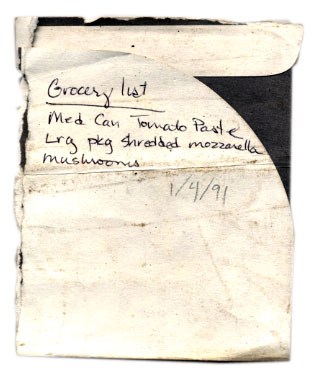 Grocery list
Med Can Tomato Paste
Lrg pkg shredded mozzarella
mushrooms
1/4/91